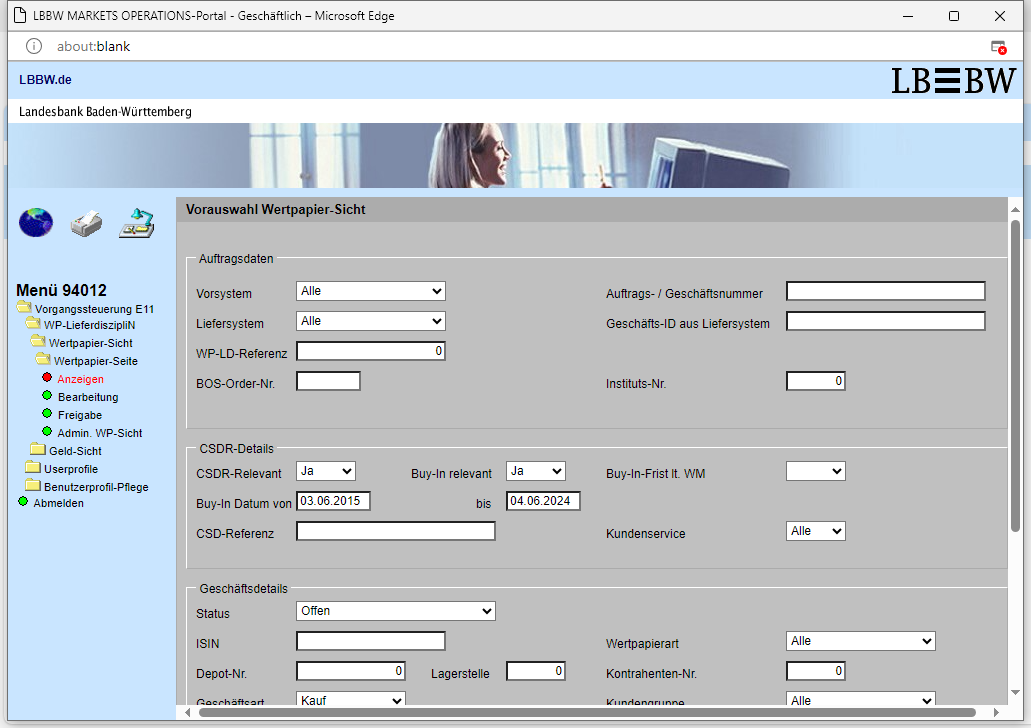 LBBW MARKETS OPERATIONS-Portal - Geschäftlich – Microsoft Edge
about:blank
LBBW.de
LBBW
Landesbank Baden-Württemberg
Vorauswahl Wertpapier-Sicht
Menü 94012
Vorgangssteuerung E11
WP-LieferdiszipliN
Wertpapier-Sicht
Wertpapier-Seite
Anzeigen
Bearbeitung
Freigabe
Admin. WP-Sicht
Geld-Sicht
Userprofile
Benutzerprofil-Pflege
Abmelden
Auftragsdaten
Vorsystem Alle Auftrags- / Geschäftsnummer
Liefersystem Alle Geschäfts-ID aus Liefersystem
WP-LD-Referenz 0
BOS-Order-Nr. Instituts-Nr. 0
CSDR-Details
CSDR-Relevant Ja Buy-In relevant Ja Buy-In-Frist lt. WM
Buy-In Datum von 03.06.2015 bis 04.06.2024
CSD-Referenz Kundenservice Alle
Geschäftsdetails
Status Offen
ISIN Wertpapierart Alle
Depot-Nr. 0 Lagerstelle 0 Kontrahenten-Nr. 0
Geschäftsart Kauf Kundengruppe Alle